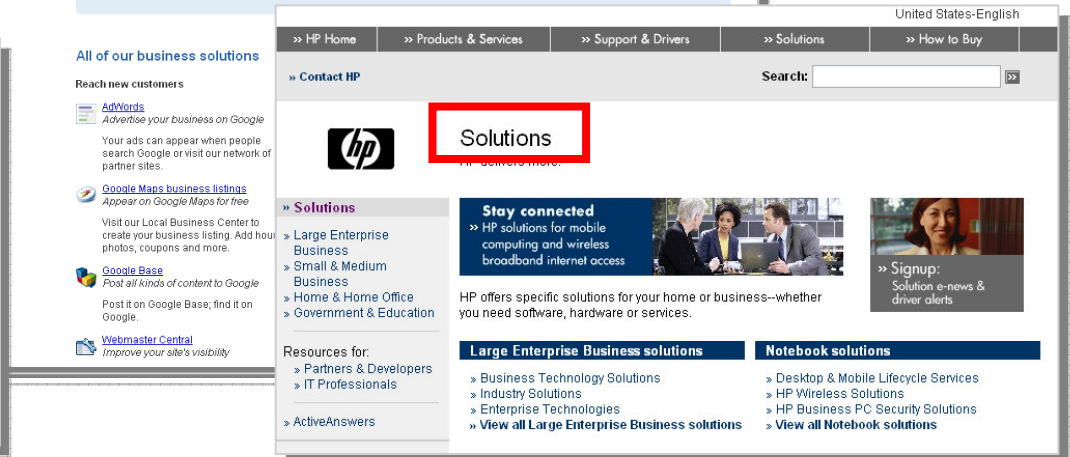 All of our business solutions
Reach new customers
AdWords
Advertise your business on Google
Your ads can appear when people
search Google or visit our network of
partner sites.
Google Maps business listings
Appear on Google Maps for free
Visit our Local Business Center to
create your business listing. Add hour
photos, coupons and more.
Google Base
Post all kinds of content to Google
Post it on Google Base; find it on
Google.
Webmaster Central
Improve your site's visibility
United States-English
» HP Home
» Products & Services
» Support & Drivers
» Solutions
» How to Buy
» Contact HP
Search:
»
hp
Solutions
HP delivers more.
» Solutions
» Large Enterprise
Business
» Small & Medium
Business
» Home & Home Office
» Government & Education
Resources for:
» Partners & Developers
» IT Professionals
» ActiveAnswers
Stay connected
» HP solutions for mobile
computing and wireless
broadband internet access
» Signup:
Solution e-news &
driver alerts
HP offers specific solutions for your home or business--whether
you need software, hardware or services.
Large Enterprise Business solutions
» Business Technology Solutions
» Industry Solutions
» Enterprise Technologies
» View all Large Enterprise Business solutions
Notebook solutions
» Desktop & Mobile Lifecycle Services
» HP Wireless Solutions
» HP Business PC Security Solutions
» View all Notebook solutions